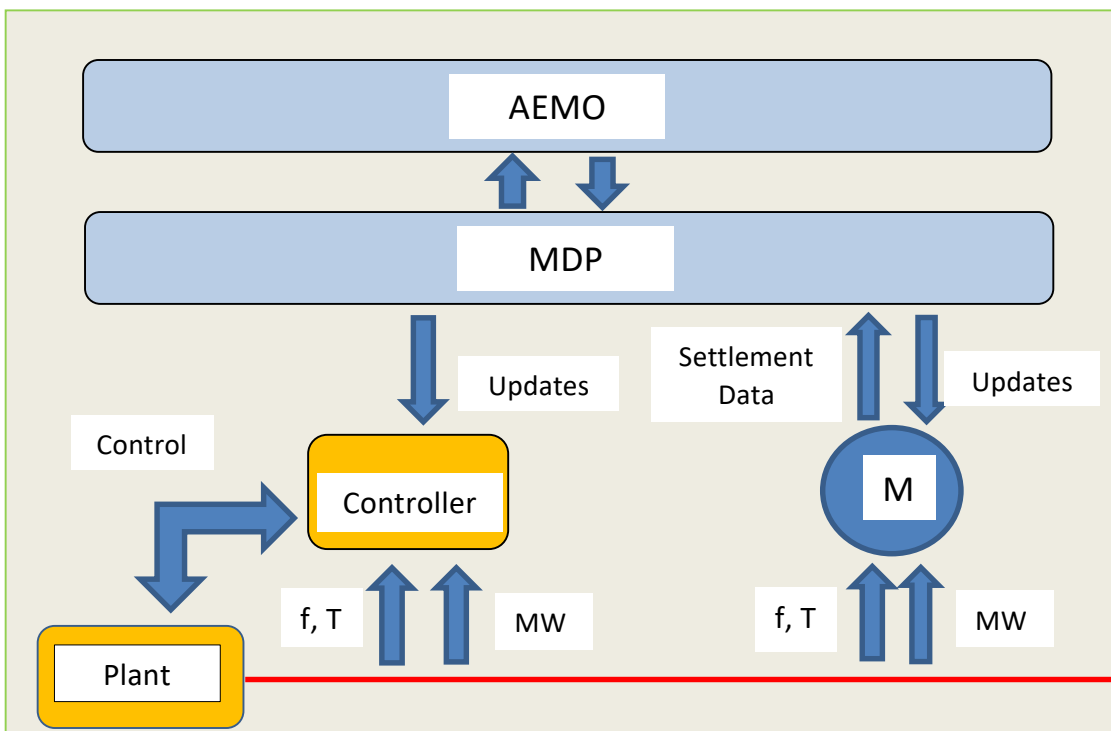 AEMO
MDP
Updates
Settlement
Data
Updates
Control
Controller
M
f, T
MW
f, T
MW
Plant